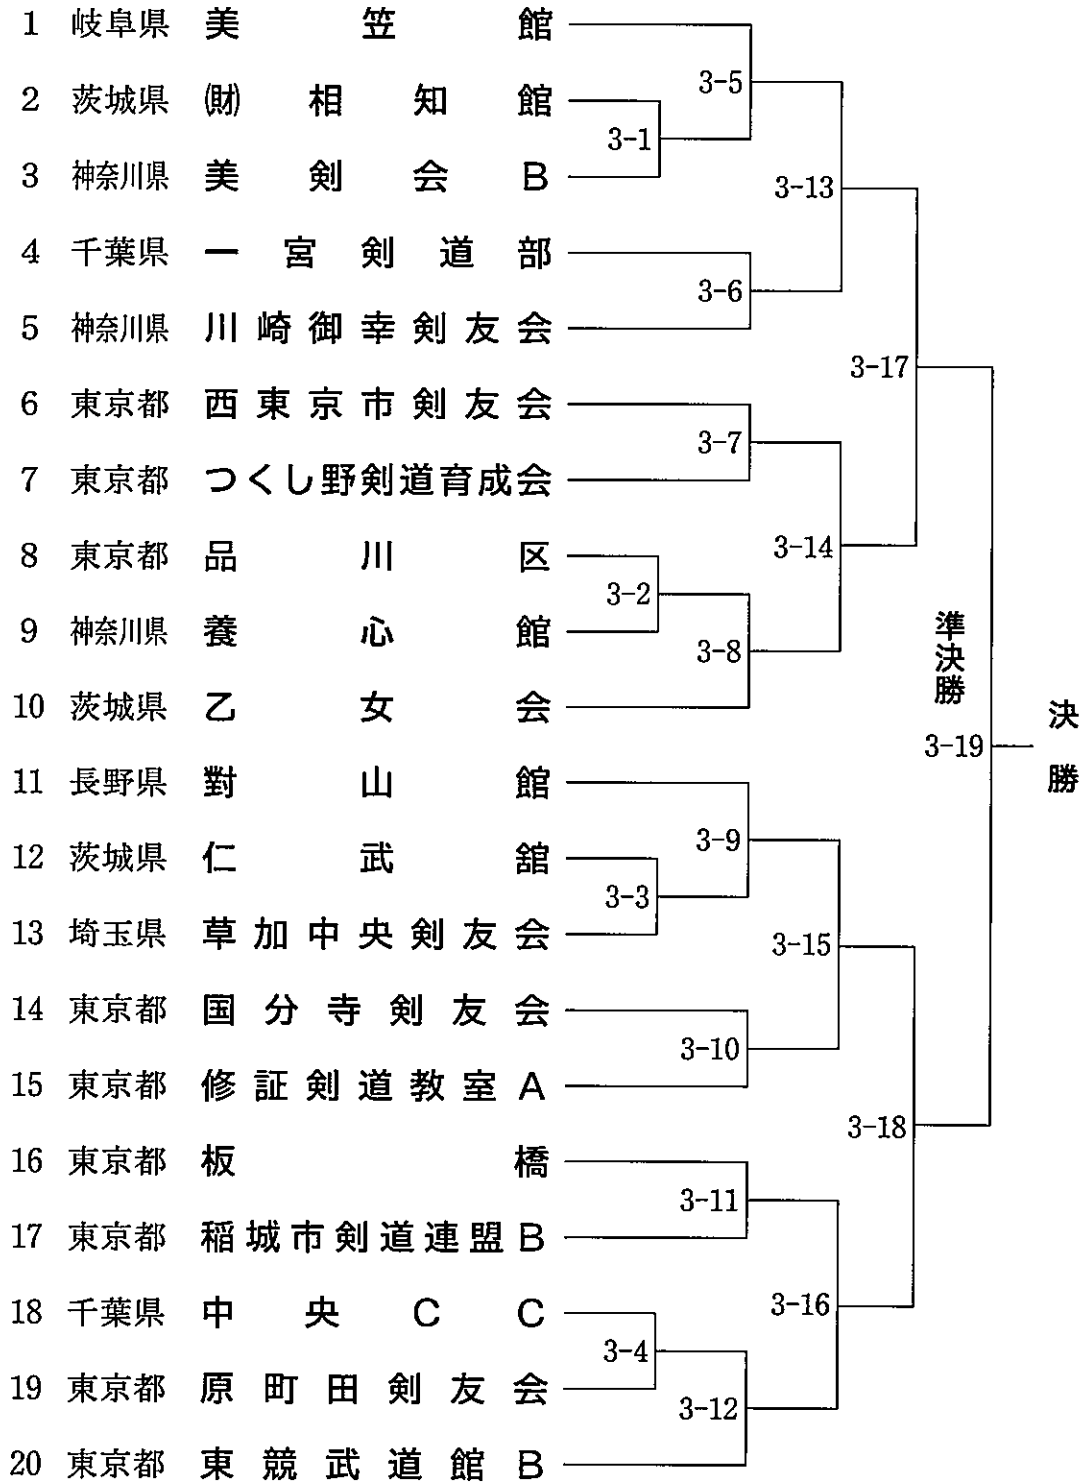 1 岐阜県 美笠館
2 茨城県 ㈶相知館
3 神奈川県 美剣会B
4 千葉県 一宮剣道部
5 神奈川県 川崎御幸剣友会
6 東京都 西東京市剣友会
7 東京都 つくし野剣道育成会
8 東京都 品川区
9 神奈川県 養心館
10 茨城県 乙女会
11 長野県 對山館
12 茨城県 仁武舘
13 埼玉県 草加中央剣友会
14 東京都 国分寺剣友会
15 東京都 修証剣道教室A
16 東京都 板橋
17 東京都 稲城市剣道連盟B
18 千葉県 中央CC
19 東京都 原町田剣友会
20 東京都 東競武道館B
3-1
3-2
3-3
3-4
3-5
3-6
3-7
3-8
3-9
3-10
3-11
3-12
3-13
3-14
3-15
3-16
3-17
3-18
準決勝
3-19
決勝